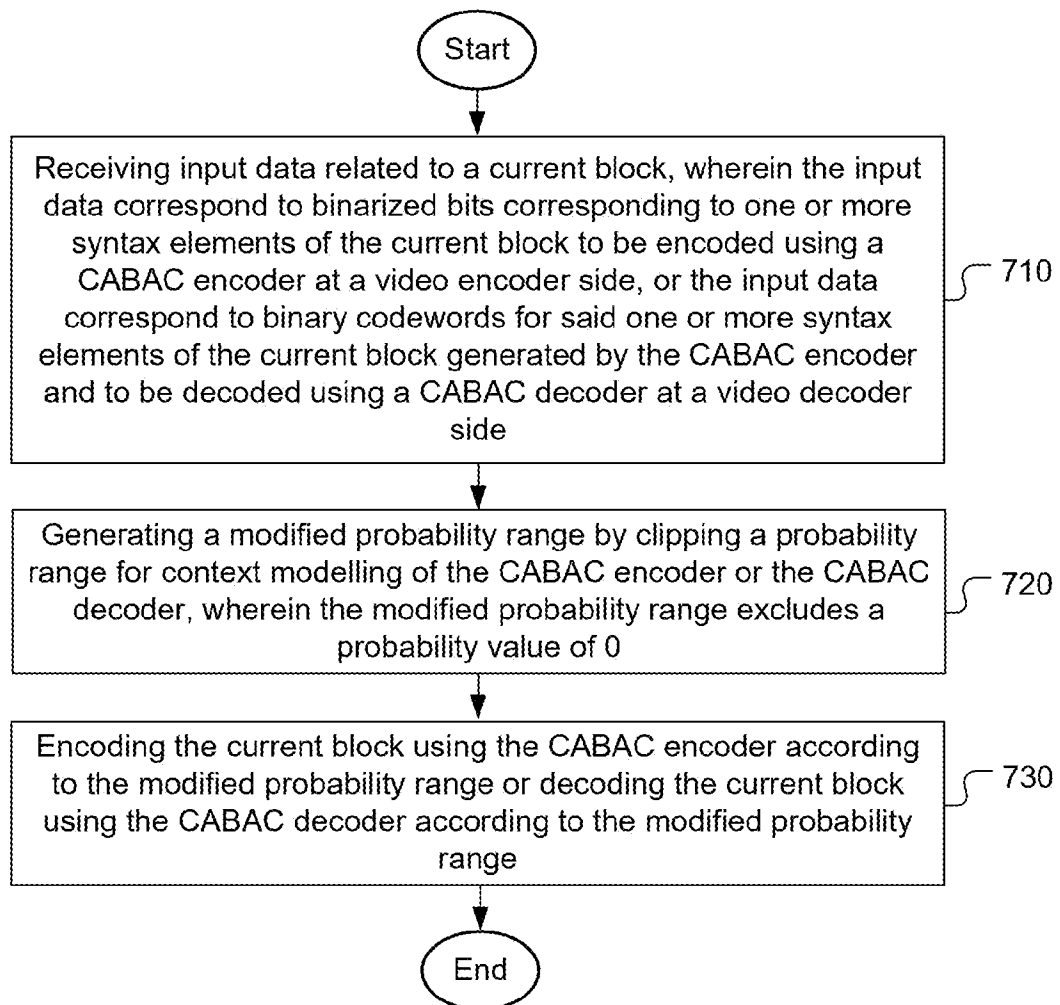 Start
Receiving input data related to a current block, wherein the input
data correspond to binarized bits corresponding to one or more
syntax elements of the current block to be encoded using a
CABAC encoder at a video encoder side, or the input data
correspond to binary codewords for said one or more syntax
elements of the current block generated by the CABAC encoder
and to be decoded using a CABAC decoder at a video decoder
side
710
Generating a modified probability range by clipping a probability
range for context modelling of the CABAC encoder or the CABAC
decoder, wherein the modified probability range excludes a
probability value of 0
720
Encoding the current block using the CABAC encoder according
to the modified probability range or decoding the current block
using the CABAC decoder according to the modified probability
range
730
End